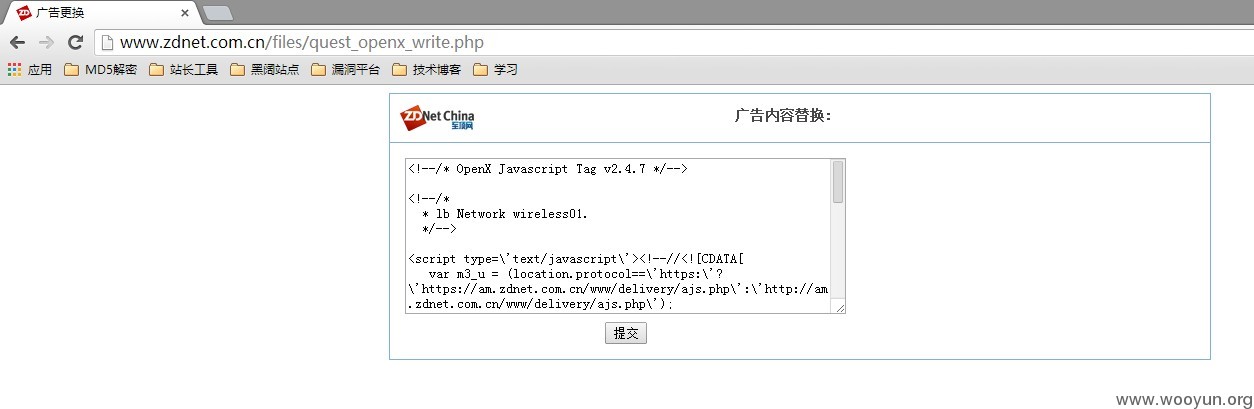 广告更换
www.zdnet.com.cn/files/quest_openx_write.php
应用 MD5解密 站长工具 黑阔站点 漏洞平台 技术博客 学习
ZDNet China
至顶网
广告内容替换：
<!--/* OpenX Javascript Tag v2.4.7 */-->
<!--/*
* lb Network wireless01.
*/-->
<script type=\'text/javascript\'><!--//<![CDATA[
var m3_u = (location.protocol==\'https:\'?
\'https://am.zdnet.com.cn/www/delivery/ajs.php\':\'http://am
.zdnet.com.cn/www/delivery/ajs.php\');
提交
www.wooyun.org